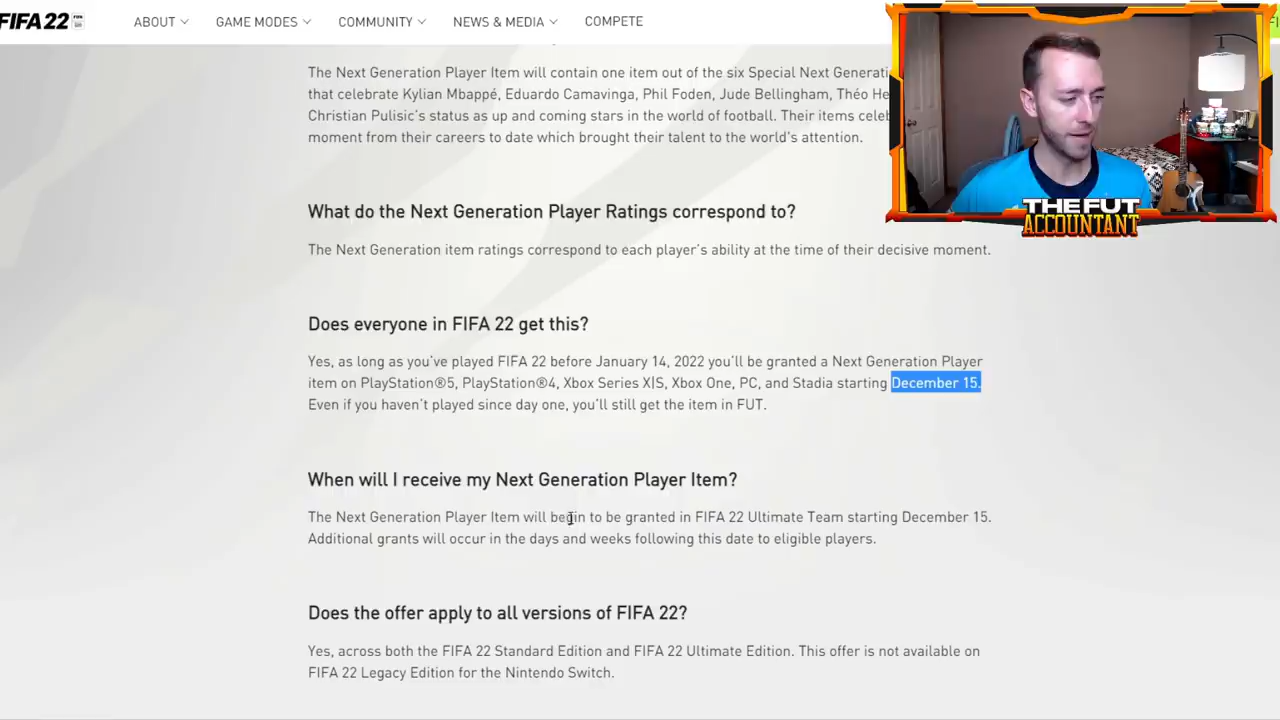 FIFA 22
ABOUT GAME MODES COMMUNITY NEWS & MEDIA COMPETE
The Next Generation Player Item will contain one item out of the six Special Next Generati
that celebrate Kylian Mbappé, Eduardo Camavinga, Phil Foden, Jude Bellingham, Théo He
Christian Pulisic's status as up and coming stars in the world of football. Their items celeb
moment from their careers to date which brought their talent to the world's attention.
THE FUT
ACCOUNTANT
What do the Next Generation Player Ratings correspond to?
The Next Generation item ratings correspond to each player's ability at the time of their decisive moment.
Does everyone in FIFA 22 get this?
Yes, as long as you've played FIFA 22 before January 14, 2022 you'll be granted a Next Generation Player
item on PlayStation®5, PlayStation®4, Xbox Series X|S, Xbox One, PC, and Stadia starting December 15.
Even if you haven't played since day one, you'll still get the item in FUT.
When will I receive my Next Generation Player Item?
The Next Generation Player Item will begin to be granted in FIFA 22 Ultimate Team starting December 15.
Additional grants will occur in the days and weeks following this date to eligible players.
Does the offer apply to all versions of FIFA 22?
Yes, across both the FIFA 22 Standard Edition and FIFA 22 Ultimate Edition. This offer is not available on
FIFA 22 Legacy Edition for the Nintendo Switch.